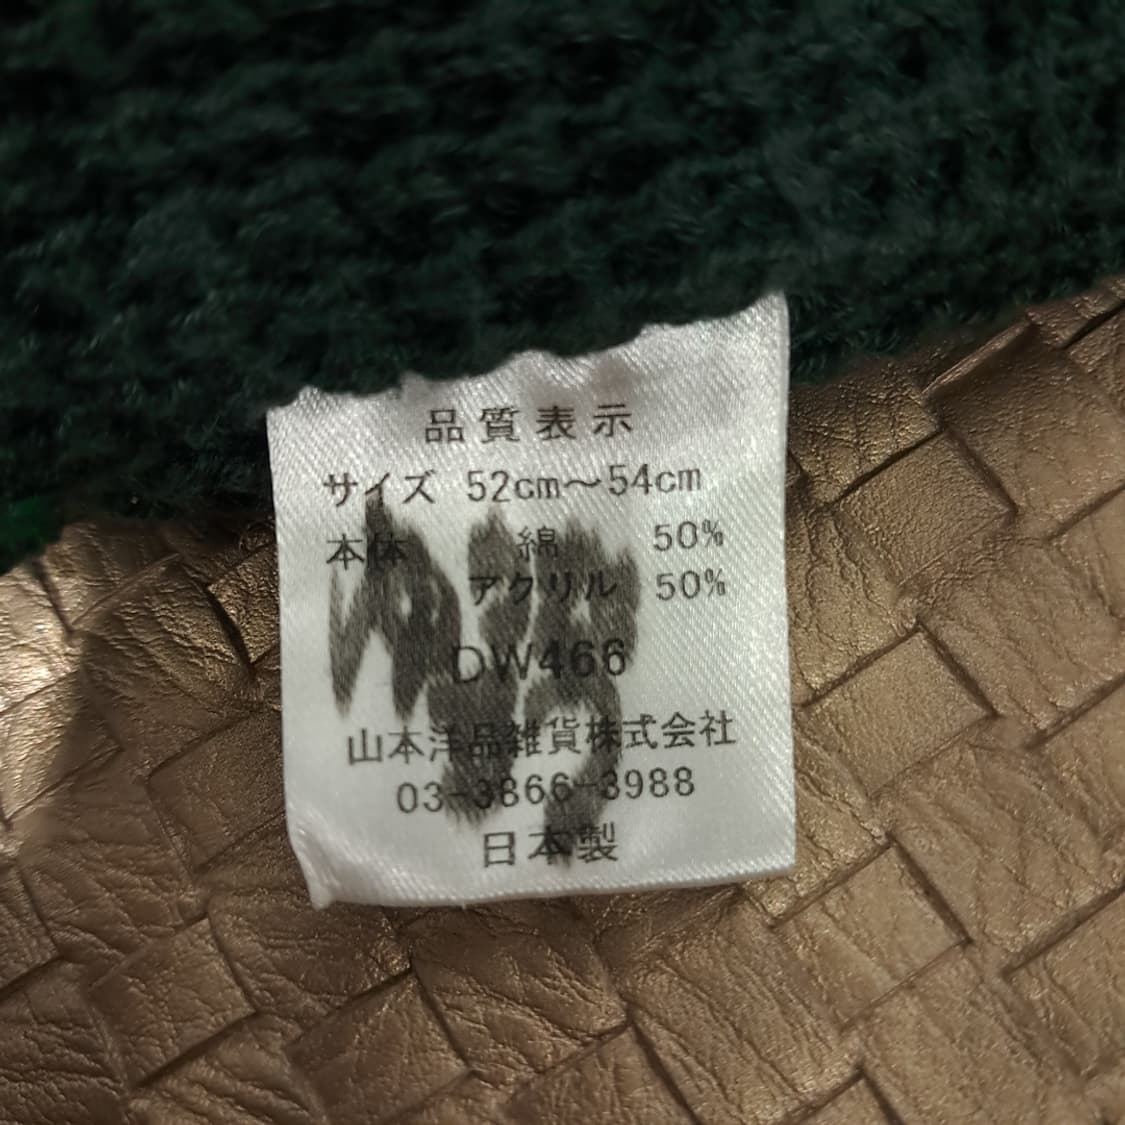 品質表示
サイズ 52cm〜54cm
本体 綿 50%
アクリル 50%
DW466
山本洋品雑貨株式会社
03-3866-3988
日本製